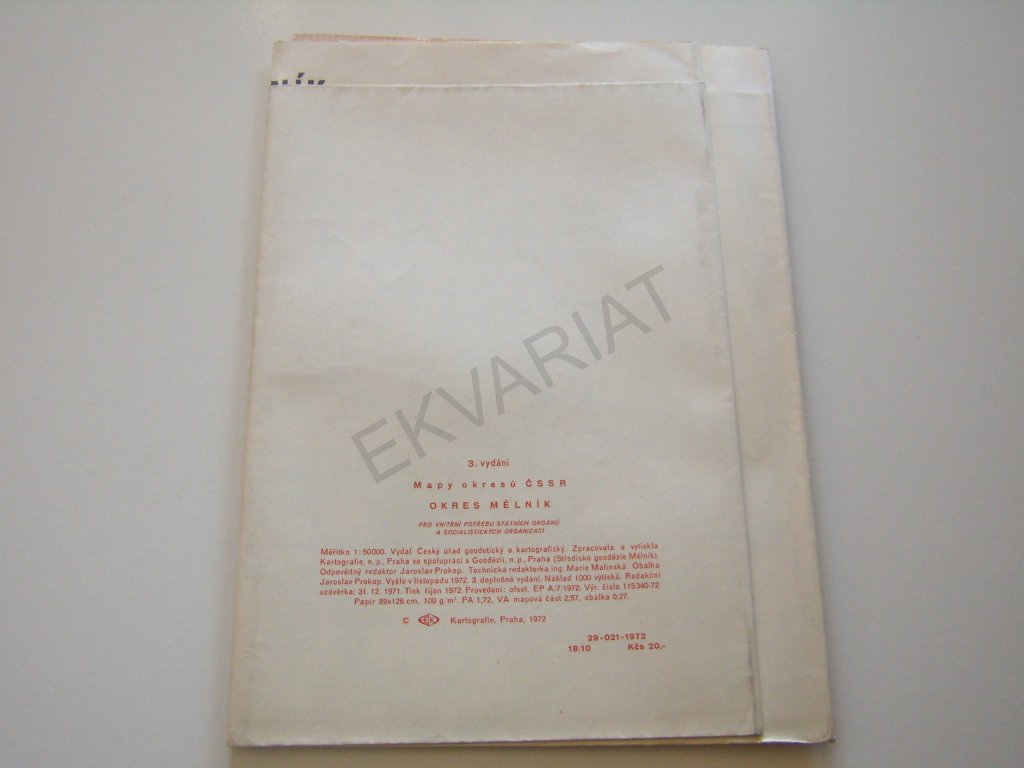 3. vydání
Mapy okresů ČSSR
OKRES MĚLNÍK
PRO VNITŘNÍ POTŘEBU STÁTNÍCH ORGÁNŮ
A SOCIALISTICKÝCH ORGANIZACÍ
Měřítko 1:50000. Vydal Český úřad geodetický a kartografický. Zpracovala a vytiskla
Kartografie, n. p., Praha ve spolupráci s Geodézií, n. p., Praha (Středisko geodézie Mělník).
Odpovědný redaktor Jaroslav Prokop. Technická redaktorka ing. Marie Malinská. Obálka
Jaroslav Prokop. Vyšlo v listopadu 1972. 3. doplněné vydání. Náklad 1000 výtisků. Redakční
uzávěrka: 31. 12. 1971. Tisk říjen 1972. Provedení: ofset. EP A/7 1972. Výr. číslo 115340-72.
Papír 89x126 cm, 100 g/m². PA 1,72, VA mapová část 2,57, obálka 0,27.
© Kartografie, Praha, 1972
29-021-1972
18/10 Kčs 20,-
EKVARIAT